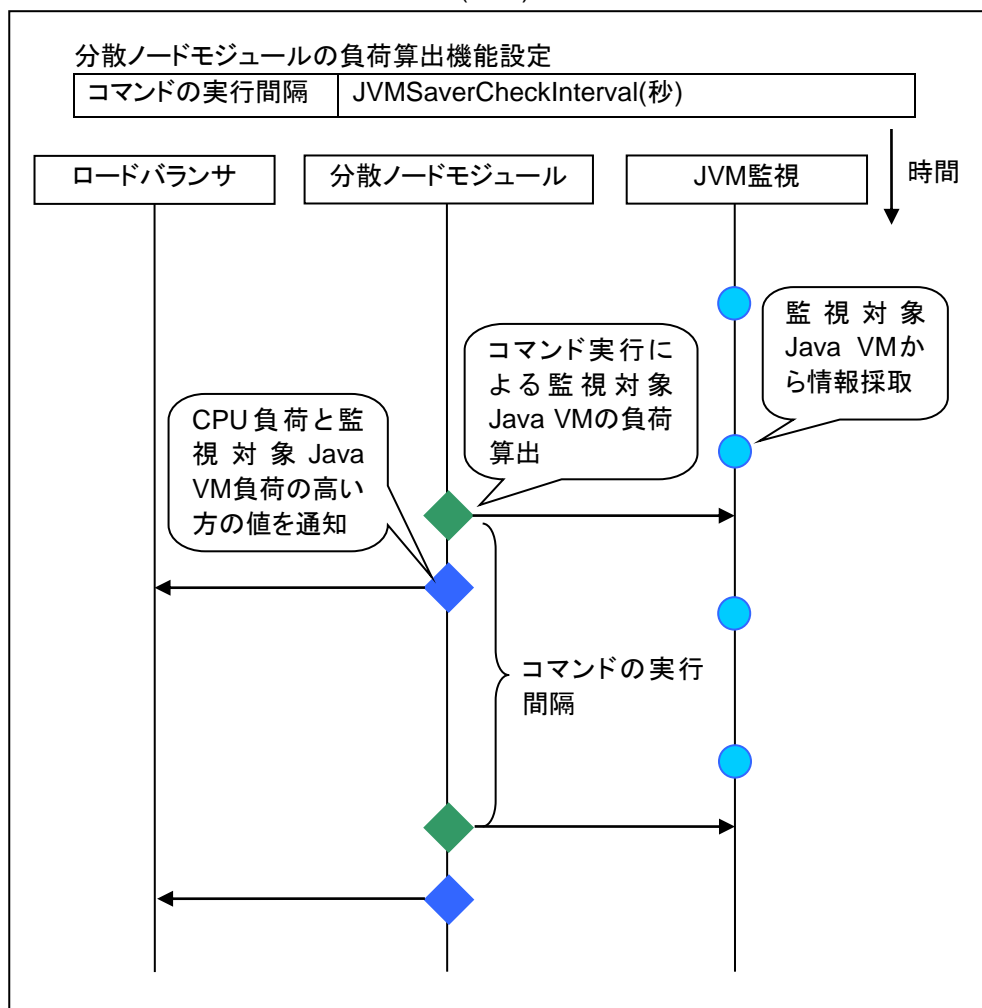 分散ノードモジュールの負荷算出機能設定
コマンドの実行間隔 JVMSaverCheckInterval(秒)
ロードバランサ 分散ノードモジュール JVM監視 時間
監視対象
Java VMか
ら情報採取
コマンド実行に
よる監視対象
Java VMの負荷
算出
CPU負荷と監
視対象Java
VM負荷の高い
方の値を通知
コマンドの実行
間隔